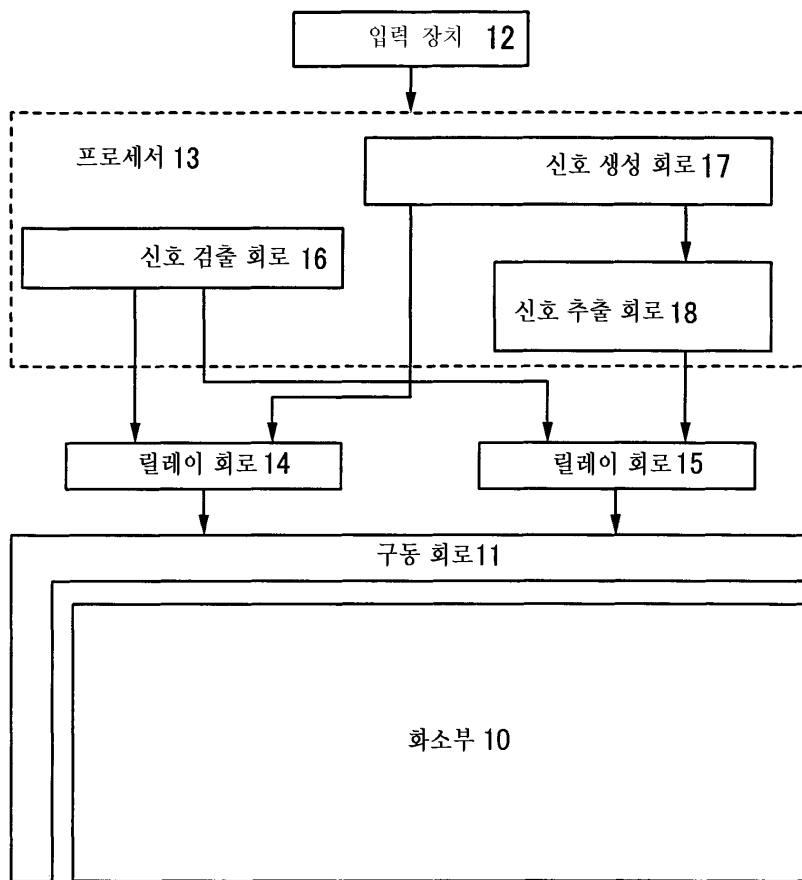 입력 장치 12
프로세서 13
신호 생성 회로 17
신호 검출 회로 16
신호 추출 회로 18
릴레이 회로 14
릴레이 회로 15
구동 회로 11
화소부 10